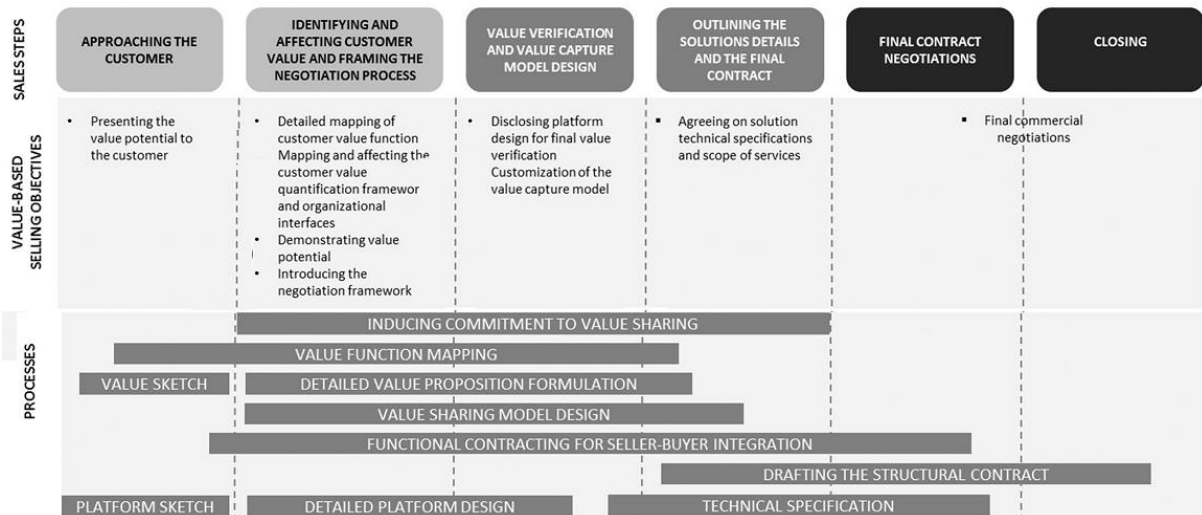 SALES STEPS
APPROACHING THE
CUSTOMER
IDENTIFYING AND
AFFECTING CUSTOMER
VALUE AND FRAMING THE
NEGOTIATION PROCESS
VALUE VERIFICATION
AND VALUE CAPTURE
MODEL DESIGN
OUTLINING THE
SOLUTIONS DETAILS
AND THE FINAL
CONTRACT
FINAL CONTRACT
NEGOTIATIONS
CLOSING
VALUE-BASED
SELLING OBJECTIVES
• Presenting the
value potential to
the customer
• Detailed mapping of
customer value function
Mapping and affecting the
customer value
quantification framewor
and organizational
interfaces
• Demonstrating value
potential
• Introducing the
negotiation framework
• Disclosing platform
design for final value
verification
Customization of the
value capture model
▪ Agreeing on solution
technical specifications
and scope of services
▪ Final commercial
negotiations
PROCESSES
INDUCING COMMITMENT TO VALUE SHARING
VALUE FUNCTION MAPPING
VALUE SKETCH
DETAILED VALUE PROPOSITION FORMULATION
VALUE SHARING MODEL DESIGN
FUNCTIONAL CONTRACTING FOR SELLER-BUYER INTEGRATION
DRAFTING THE STRUCTURAL CONTRACT
PLATFORM SKETCH
DETAILED PLATFORM DESIGN
TECHNICAL SPECIFICATION